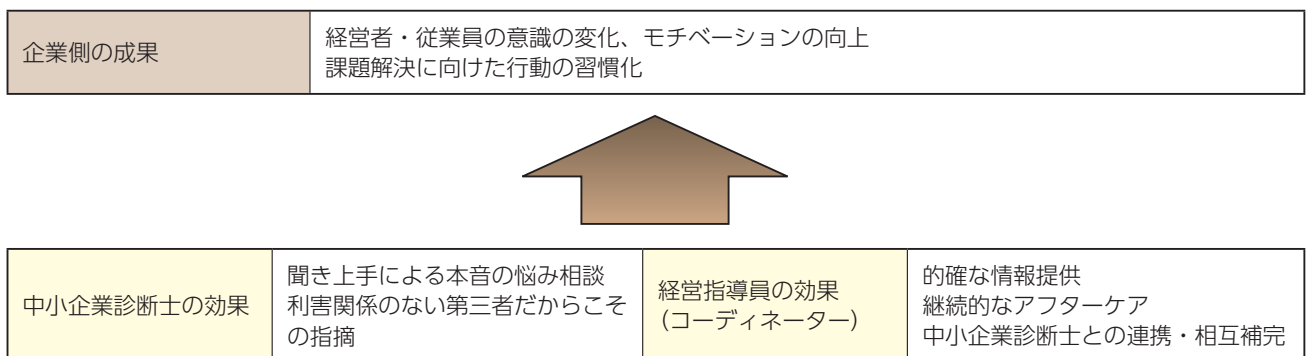 企業側の成果
経営者・従業員の意識の変化、モチベーションの向上
課題解決に向けた行動の習慣化
中小企業診断士の効果
聞き上手による本音の悩み相談
利害関係のない第三者だからこそ
の指摘
経営指導員の効果
(コーディネーター)
的確な情報提供
継続的なアフターケア
中小企業診断士との連携・相互補完